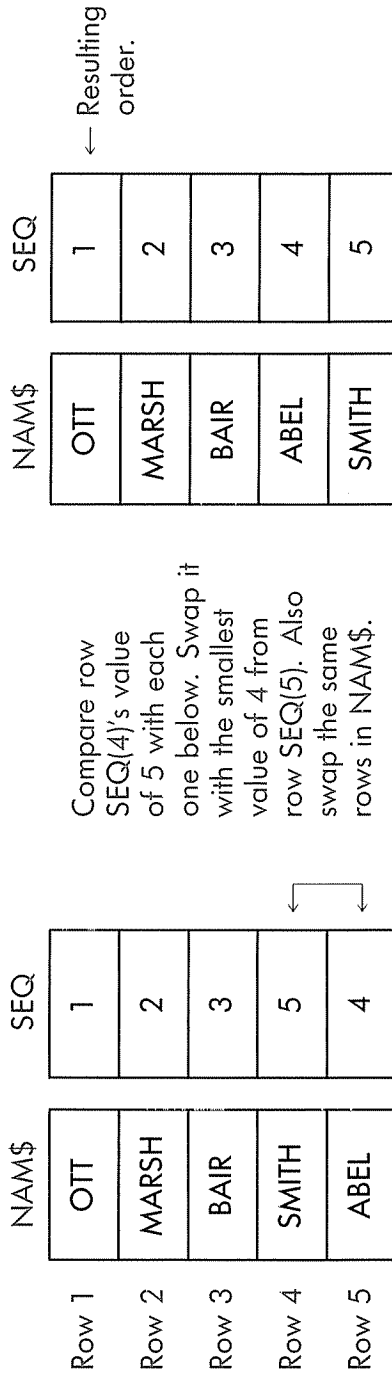 NAM$ SEQ
Row 1 OTT 1
Row 2 MARSH 2
Row 3 BAIR 3
Row 4 SMITH 5
Row 5 ABEL 4
Compare row
SEQ(4)'s value
of 5 with each
one below. Swap it
with the smallest
value of 4 from
row SEQ(5). Also
swap the same
rows in NAM$.
NAM$ SEQ
OTT 1
MARSH 2
BAIR 3
ABEL 4
SMITH 5
← Resulting
order.